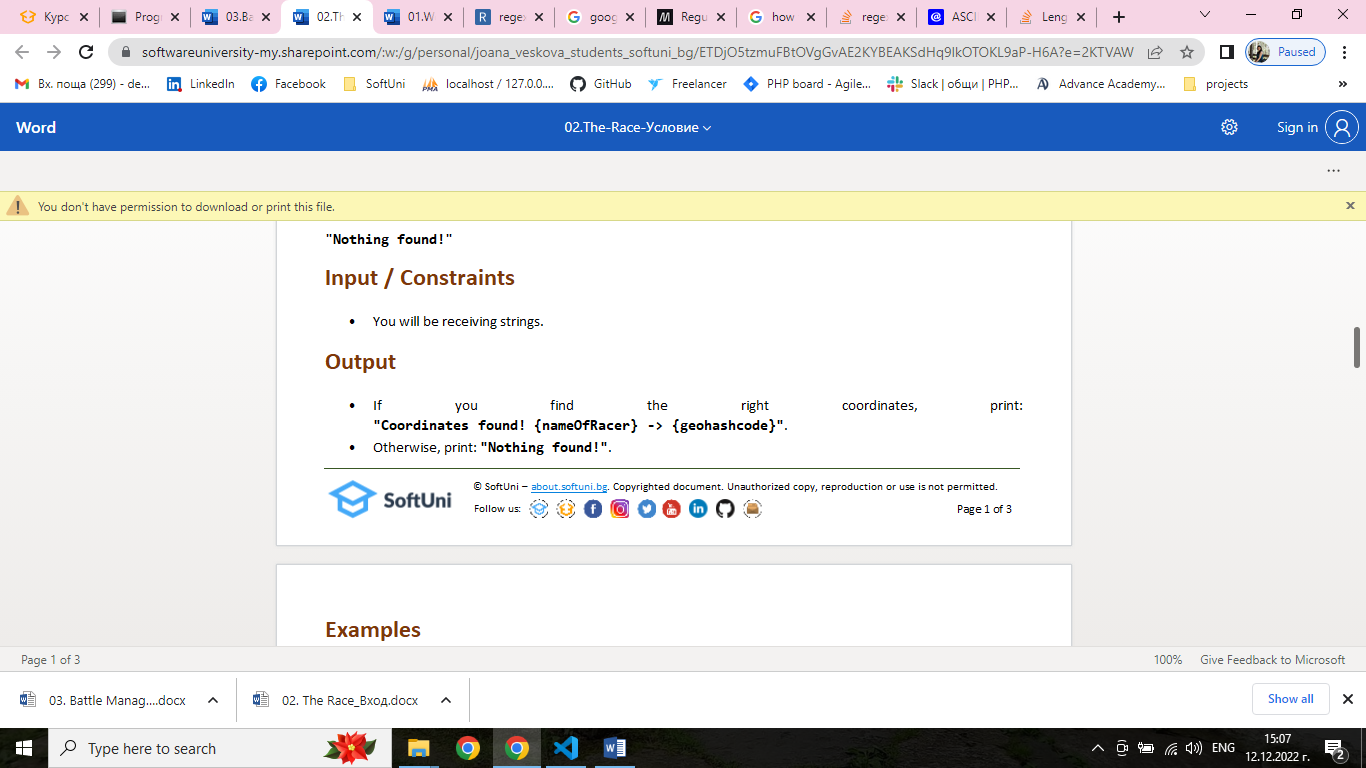 Курс
Progr
03.Ba
02.Th
01.W
regex
goog
Regu
how
regex
ASCI
Leng
softwareuniversity-my.sharepoint.com/:w:/g/personal/joana_veskova_students_softuni_bg/ETDjO5tzmuFBtOVgGvAE2KYBEAKSdHq9IkOTOKL9aP-H6A?e=2KTVAW
Paused
Вх. поща (299) - de...
LinkedIn
Facebook
SoftUni
localhost / 127.0.0....
GitHub
Freelancer
PHP board - Agile...
Slack | общи | PHP...
Advance Academy...
projects
»
Word
02.The-Race-Условие
Sign in
You don't have permission to download or print this file.
"Nothing found!"
Input / Constraints
• You will be receiving strings.
Output
• If you find the right coordinates, print:
"Coordinates found! {nameOfRacer} -> {geohashcode}".
• Otherwise, print: "Nothing found!".
SoftUni
© SoftUni – about.softuni.bg. Copyrighted document. Unauthorized copy, reproduction or use is not permitted.
Follow us:
Page 1 of 3
Examples
Page 1 of 3
100%
Give Feedback to Microsoft
03. Battle Manag....docx
02. The Race_Вход.docx
Show all
Type here to search
ENG
15:07
12.12.2022 г.
2